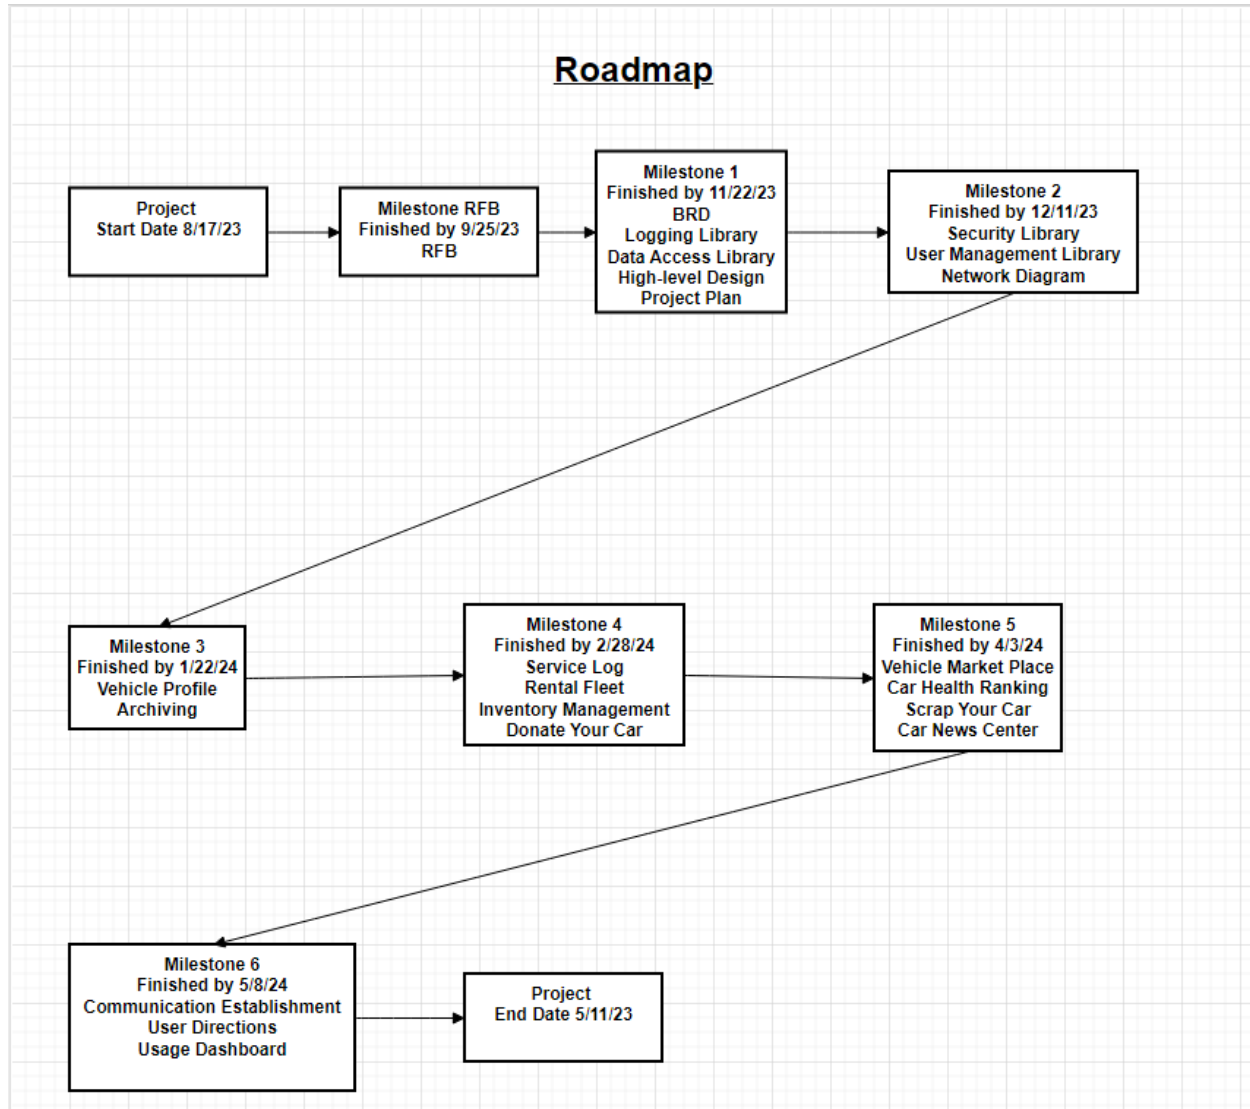 Roadmap
Project
Start Date 8/17/23
Milestone RFB
Finished by 9/25/23
RFB
Milestone 1
Finished by 11/22/23
BRD
Logging Library
Data Access Library
High-level Design
Project Plan
Milestone 2
Finished by 12/11/23
Security Library
User Management Library
Network Diagram
Milestone 3
Finished by 1/22/24
Vehicle Profile
Archiving
Milestone 4
Finished by 2/28/24
Service Log
Rental Fleet
Inventory Management
Donate Your Car
Milestone 5
Finished by 4/3/24
Vehicle Market Place
Car Health Ranking
Scrap Your Car
Car News Center
Milestone 6
Finished by 5/8/24
Communication Establishment
User Directions
Usage Dashboard
Project
End Date 5/11/23